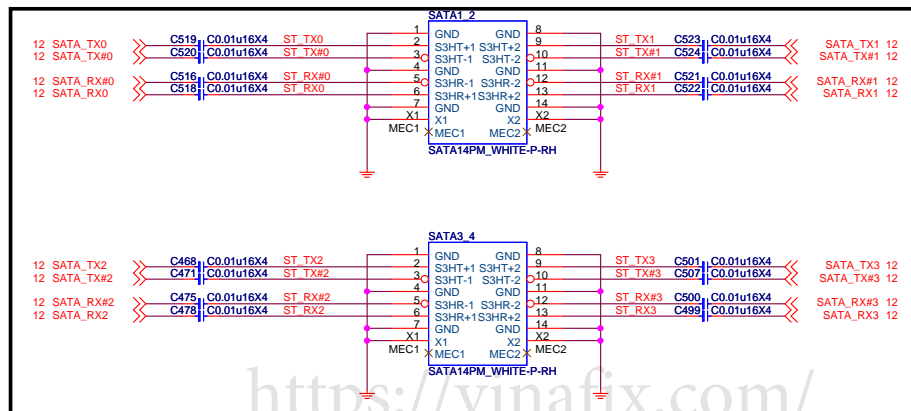 SATA1_2
12 SATA_TX0 C519 C0.01u16X4 ST_TX0 1 GND GND 8 ST_TX1 C523 C0.01u16X4 SATA_TX1 12
12 SATA_TX#0 C520 C0.01u16X4 ST_TX#0 2 S3HT+1 S3HT+2 9 ST_TX#1 C524 C0.01u16X4 SATA_TX#1 12
3 S3HT-1 S3HT-2 10
4 GND GND 11
12 SATA_RX#0 C516 C0.01u16X4 ST_RX#0 5 S3HR-1 S3HR-2 12 ST_RX#1 C521 C0.01u16X4 SATA_RX#1 12
12 SATA_RX0 C518 C0.01u16X4 ST_RX0 6 S3HR+1 S3HR+2 13 ST_RX1 C522 C0.01u16X4 SATA_RX1 12
7 GND GND 14
X1 X1 X2 X2
MEC1 MEC1 MEC2 MEC2
SATA14PM_WHITE-P-RH
SATA3_4
12 SATA_TX2 C468 C0.01u16X4 ST_TX2 1 GND GND 8 ST_TX3 C501 C0.01u16X4 SATA_TX3 12
12 SATA_TX#2 C471 C0.01u16X4 ST_TX#2 2 S3HT+1 S3HT+2 9 ST_TX#3 C507 C0.01u16X4 SATA_TX#3 12
3 S3HT-1 S3HT-2 10
4 GND GND 11
12 SATA_RX#2 C475 C0.01u16X4 ST_RX#2 5 S3HR-1 S3HR-2 12 ST_RX#3 C500 C0.01u16X4 SATA_RX#3 12
12 SATA_RX2 C478 C0.01u16X4 ST_RX2 6 S3HR+1 S3HR+2 13 ST_RX3 C499 C0.01u16X4 SATA_RX3 12
7 GND GND 14
X1 X1 X2 X2
MEC1 MEC1 MEC2 MEC2
SATA14PM_WHITE-P-RH
https://vinafix.com/